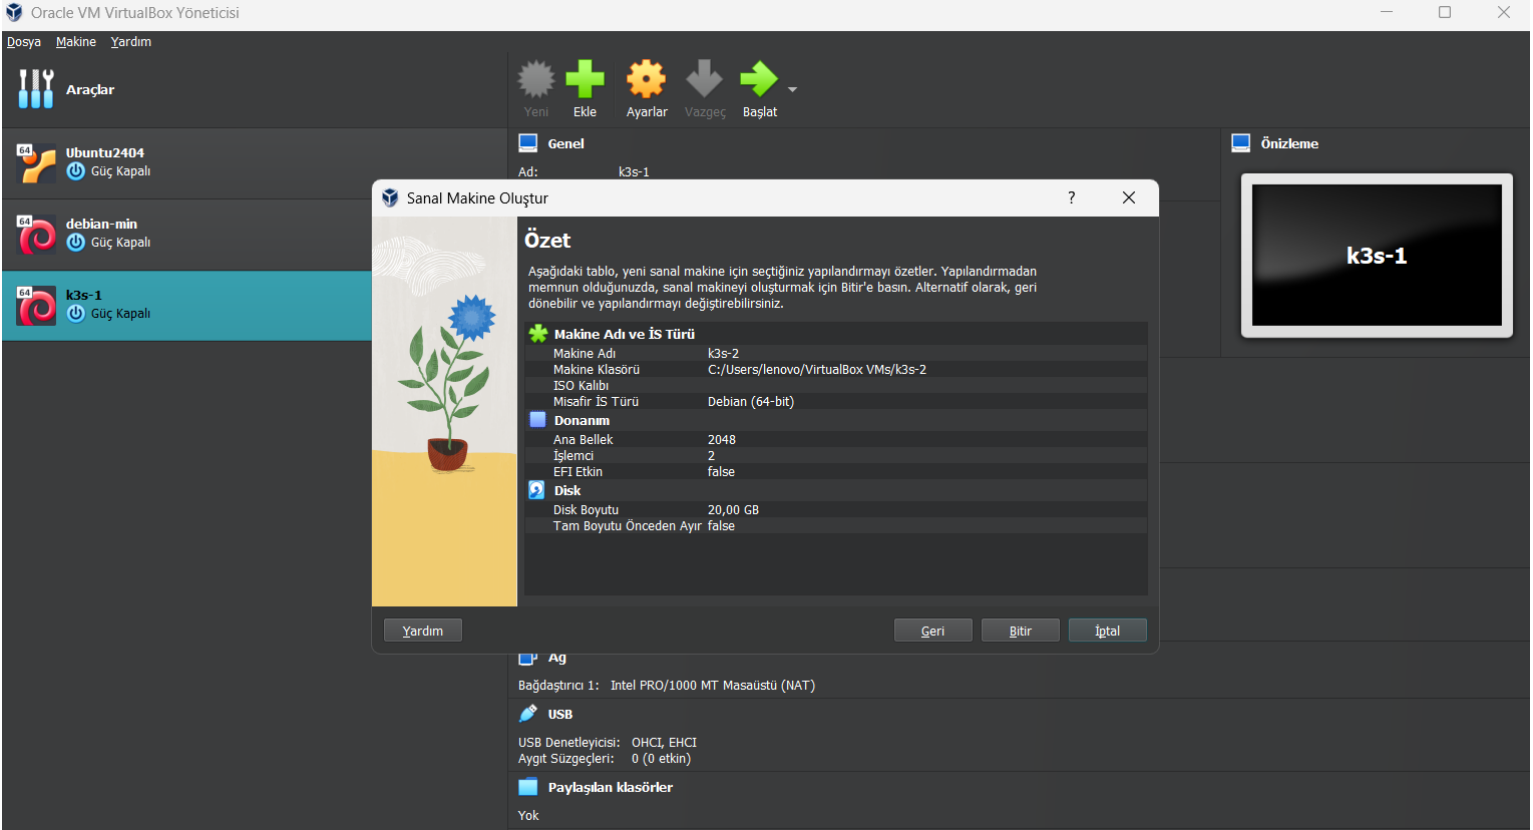 Oracle VM VirtualBox Yöneticisi
Dosya Makine Yardım
Araçlar
Yeni Ekle Ayarlar Vazgeç Başlat
64 Ubuntu2404
Güç Kapalı
64 debian-min
Güç Kapalı
64 k3s-1
Güç Kapalı
Genel
Ad: k3s-1
Önizleme
k3s-1
Sanal Makine Oluştur ?
Özet
Aşağıdaki tablo, yeni sanal makine için seçtiğiniz yapılandırmayı özetler. Yapılandırmadan
memnun olduğunuzda, sanal makineyi oluşturmak için Bitir'e basın. Alternatif olarak, geri
dönebilir ve yapılandırmayı değiştirebilirsiniz.
Makine Adı ve İS Türü
Makine Adı k3s-2
Makine Klasörü C:/Users/lenovo/VirtualBox VMs/k3s-2
ISO Kalıbı
Misafir İS Türü Debian (64-bit)
Donanım
Ana Bellek 2048
İşlemci 2
EFI Etkin false
Disk
Disk Boyutu 20,00 GB
Tam Boyutu Önceden Ayır false
Yardım Geri Bitir İptal
Ağ
Bağdaştırıcı 1: Intel PRO/1000 MT Masaüstü (NAT)
USB
USB Denetleyicisi: OHCI, EHCI
Aygıt Süzgeçleri: 0 (0 etkin)
Paylaşılan klasörler
Yok